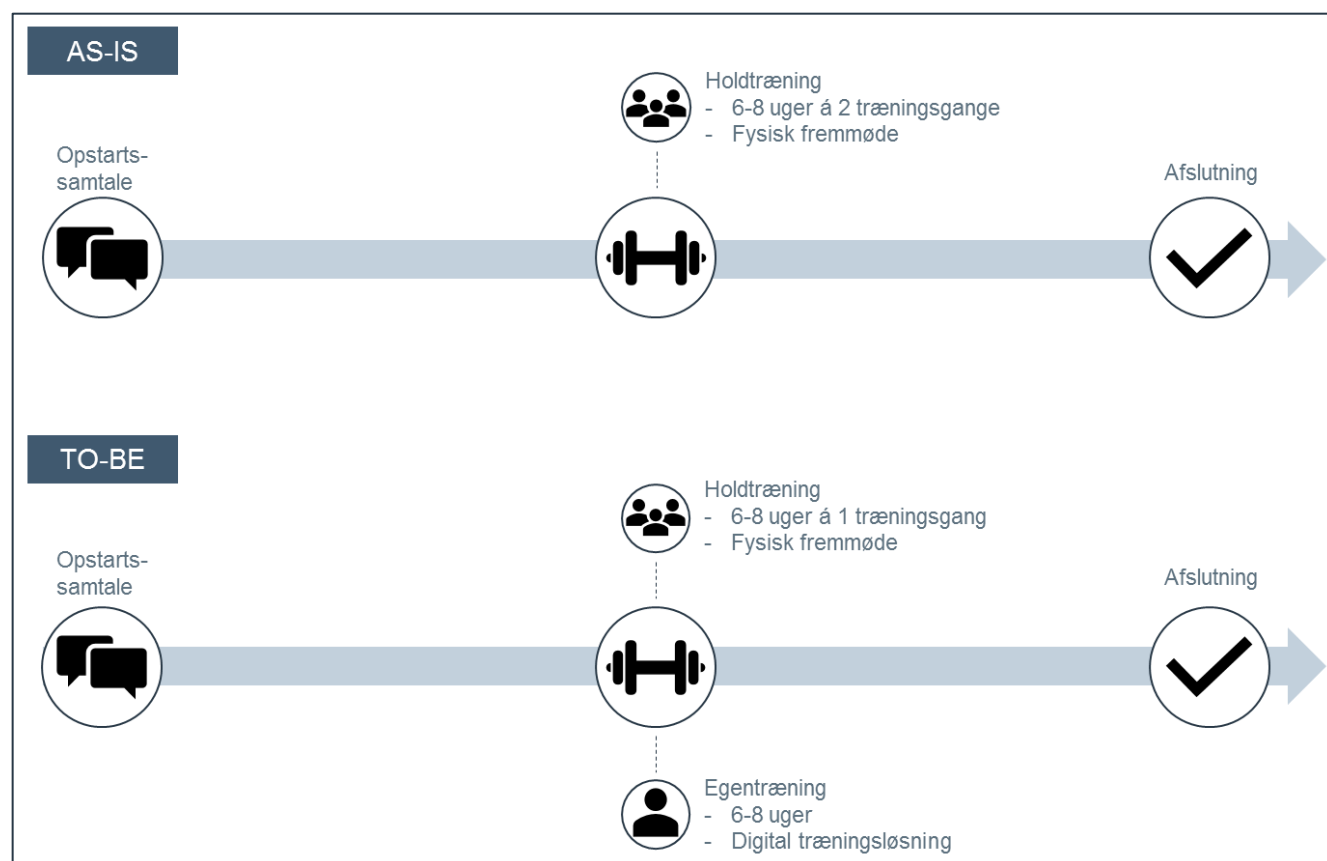 AS-IS
Holdtræning
- 6-8 uger á 2 træningsgange
- Fysisk fremmøde
Opstarts-
samtale
Afslutning
TO-BE
Holdtræning
- 6-8 uger á 1 træningsgang
- Fysisk fremmøde
Opstarts-
samtale
Afslutning
Egentræning
- 6-8 uger
- Digital træningsløsning